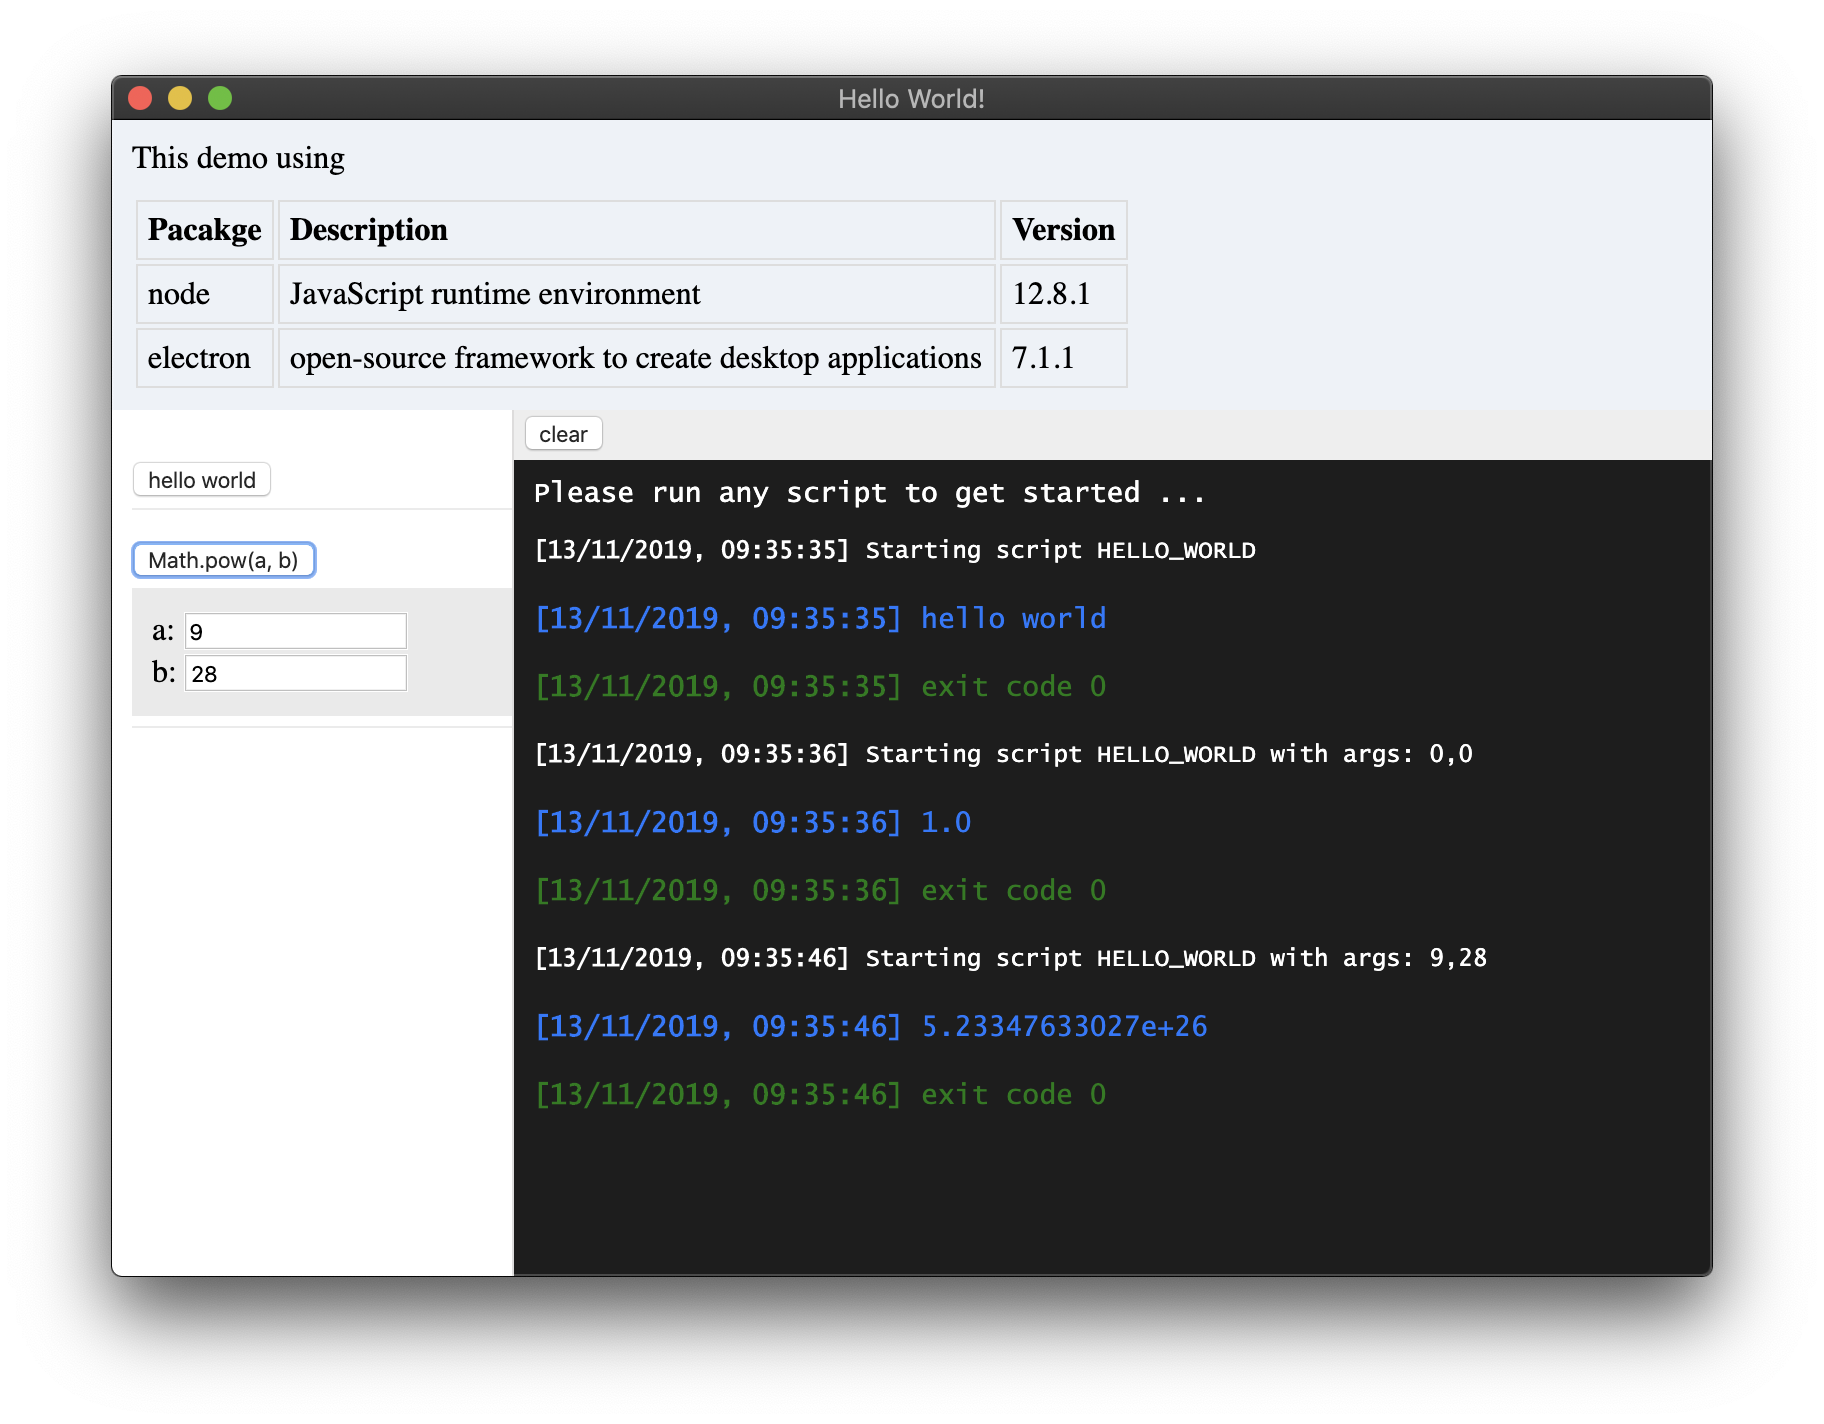 Hello World!
This demo using
Pacakge Description Version
node JavaScript runtime environment 12.8.1
electron open-source framework to create desktop applications 7.1.1
hello world
Math.pow(a, b)
a: 9
b: 28
clear
Please run any script to get started ...
[13/11/2019, 09:35:35] Starting script HELLO_WORLD
[13/11/2019, 09:35:35] hello world
[13/11/2019, 09:35:35] exit code 0
[13/11/2019, 09:35:36] Starting script HELLO_WORLD with args: 0,0
[13/11/2019, 09:35:36] 1.0
[13/11/2019, 09:35:36] exit code 0
[13/11/2019, 09:35:46] Starting script HELLO_WORLD with args: 9,28
[13/11/2019, 09:35:46] 5.23347633027e+26
[13/11/2019, 09:35:46] exit code 0